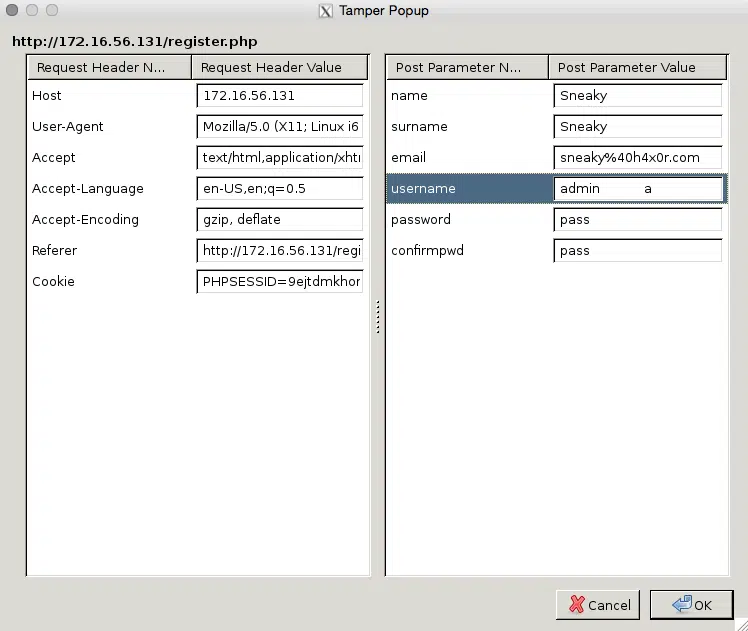 Tamper Popup
http://172.16.56.131/register.php
Request Header N... Request Header Value
Host 172.16.56.131
User-Agent Mozilla/5.0 (X11; Linux i6
Accept text/html,application/xhti
Accept-Language en-US,en;q=0.5
Accept-Encoding gzip, deflate
Referer http://172.16.56.131/regi
Cookie PHPSESSID=9ejtdmkhor
Post Parameter N... Post Parameter Value
name Sneaky
surname Sneaky
email sneaky%40h4x0r.com
username admin          a
password pass
confirmpwd pass
Cancel OK